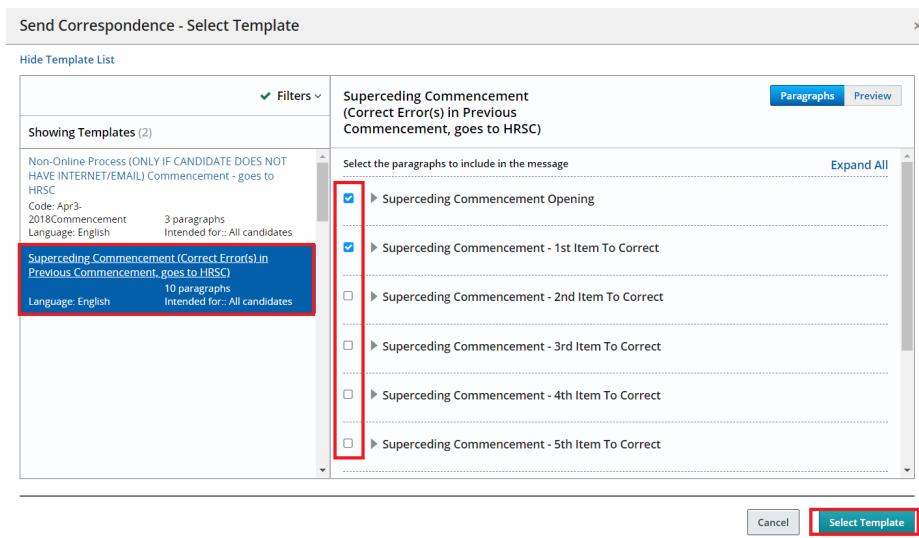 Send Correspondence - Select Template
×
Hide Template List
Filters
Showing Templates (2)
Non-Online Process (ONLY IF CANDIDATE DOES NOT
HAVE INTERNET/EMAIL) Commencement - goes to
HRSC
Code: Apr3-
2018Commencement 3 paragraphs
Language: English Intended for:: All candidates
Superceding Commencement (Correct Error(s) in
Previous Commencement, goes to HRSC)
10 paragraphs
Language: English Intended for:: All candidates
Superceding Commencement
(Correct Error(s) in Previous
Commencement, goes to HRSC)
Paragraphs Preview
Select the paragraphs to include in the message Expand All
Superceding Commencement Opening
Superceding Commencement - 1st Item To Correct
Superceding Commencement - 2nd Item To Correct
Superceding Commencement - 3rd Item To Correct
Superceding Commencement - 4th Item To Correct
Superceding Commencement - 5th Item To Correct
Cancel Select Template